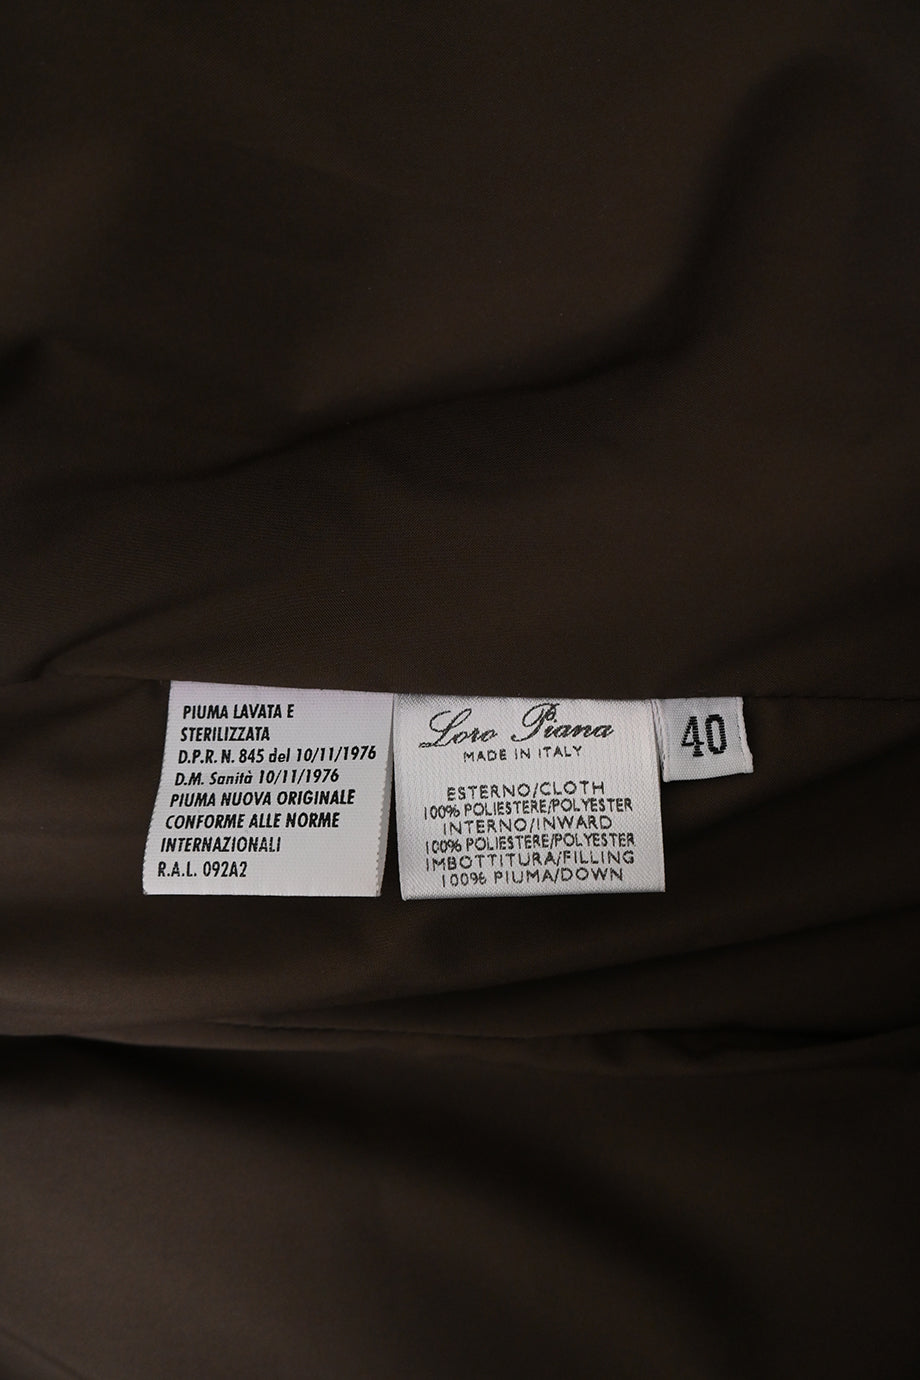 PIUMA LAVATA E
STERILIZZATA
D.P.R. N. 845 del 10/11/1976
D.M. Sanità 10/11/1976
PIUMA NUOVA ORIGINALE
CONFORME ALLE NORME
INTERNAZIONALI
R.A.L. 092A2
Loro Piana
MADE IN ITALY
ESTERNO/CLOTH
100% POLIESTERE/POLYESTER
INTERNO/INWARD
100% POLIESTERE/POLYESTER
IMBOTTITURA/FILLING
100% PIUMA/DOWN
40